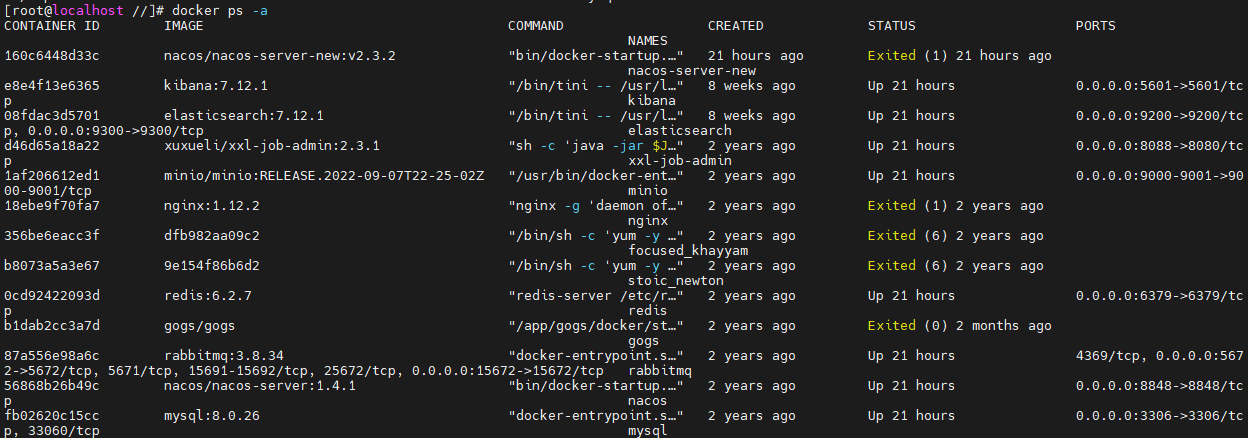 [root@localhost //]# docker ps -a
CONTAINER ID        IMAGE                                      COMMAND                  CREATED             STATUS                    PORTS
                                                                              NAMES
160c6448d33c        nacos/nacos-server-new:v2.3.2              "bin/docker-startup.…"   21 hours ago        Exited (1) 21 hours ago
                                                                              nacos-server-new
e8e4f13e6365        kibana:7.12.1                              "/bin/tini -- /usr/l…"   8 weeks ago         Up 21 hours               0.0.0.0:5601->5601/tc
p                                                                             kibana
08fdac3d5701        elasticsearch:7.12.1                       "/bin/tini -- /usr/l…"   8 weeks ago         Up 21 hours               0.0.0.0:9200->9200/tc
p, 0.0.0.0:9300->9300/tcp                                                     elasticsearch
d46d65a18a22        xuxueli/xxl-job-admin:2.3.1                "sh -c 'java -jar $J…"   2 years ago         Up 21 hours               0.0.0.0:8088->8080/tc
p                                                                             xxl-job-admin
1af206612ed1        minio/minio:RELEASE.2022-09-07T22-25-02Z   "/usr/bin/docker-ent…"   2 years ago         Up 21 hours               0.0.0.0:9000-9001->90
00-9001/tcp                                                                   minio
18ebe9f70fa7        nginx:1.12.2                               "nginx -g 'daemon of…"   2 years ago         Exited (1) 2 years ago
                                                                              nginx
356be6eacc3f        dfb982aa09c2                               "/bin/sh -c 'yum -y …"   2 years ago         Exited (6) 2 years ago
                                                                              focused_khayyam
b8073a5a3e67        9e154f86b6d2                               "/bin/sh -c 'yum -y …"   2 years ago         Exited (6) 2 years ago
                                                                              stoic_newton
0cd92422093d        redis:6.2.7                                "redis-server /etc/r…"   2 years ago         Up 21 hours               0.0.0.0:6379->6379/tc
p                                                                             redis
b1dab2cc3a7d        gogs/gogs                                  "/app/gogs/docker/st…"   2 years ago         Exited (0) 2 months ago
                                                                              gogs
87a556e98a6c        rabbitmq:3.8.34                            "docker-entrypoint.s…"   2 years ago         Up 21 hours               4369/tcp, 0.0.0.0:567
2->5672/tcp, 5671/tcp, 15691-15692/tcp, 25672/tcp, 0.0.0.0:15672->15672/tcp   rabbitmq
56868b26b49c        nacos/nacos-server:1.4.1                   "bin/docker-startup.…"   2 years ago         Up 21 hours               0.0.0.0:8848->8848/tc
p                                                                             nacos
fb02620c15cc        mysql:8.0.26                               "docker-entrypoint.s…"   2 years ago         Up 21 hours               0.0.0.0:3306->3306/tc
p, 33060/tcp                                                                  mysql